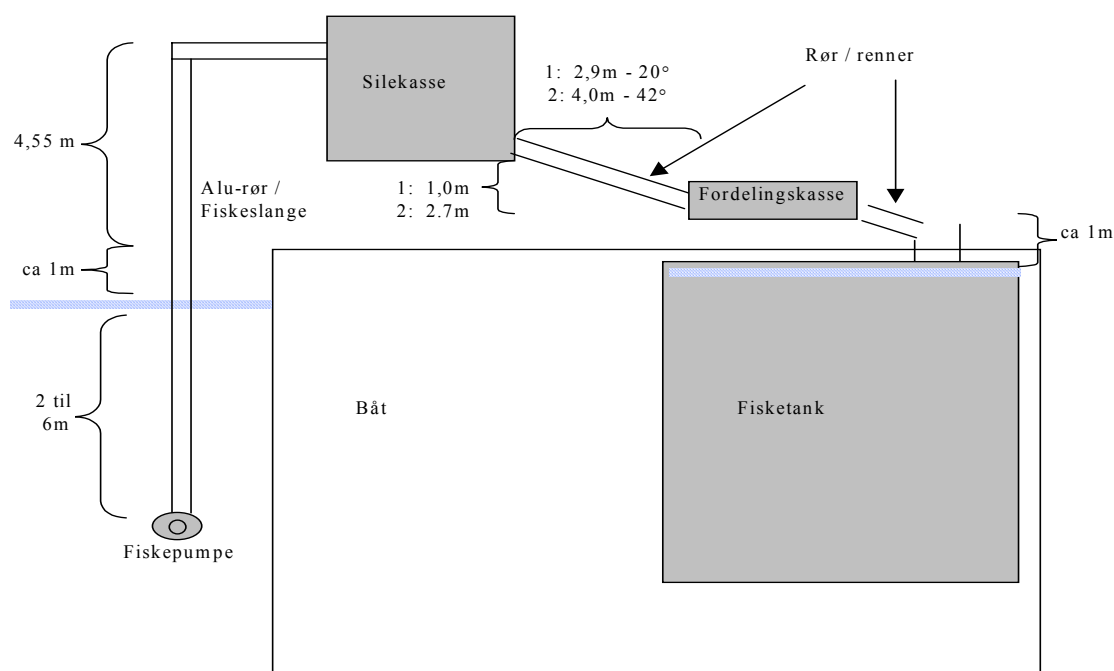 Rør / renner
1: 2,9m - 20°
2: 4,0m - 42°
Silekasse
4,55 m
Alu-rør /
Fiskeslange
1: 1,0m
2: 2.7m
Fordelingskasse
ca 1m
ca 1m
2 til
6m
Båt
Fisketank
Fiskepumpe